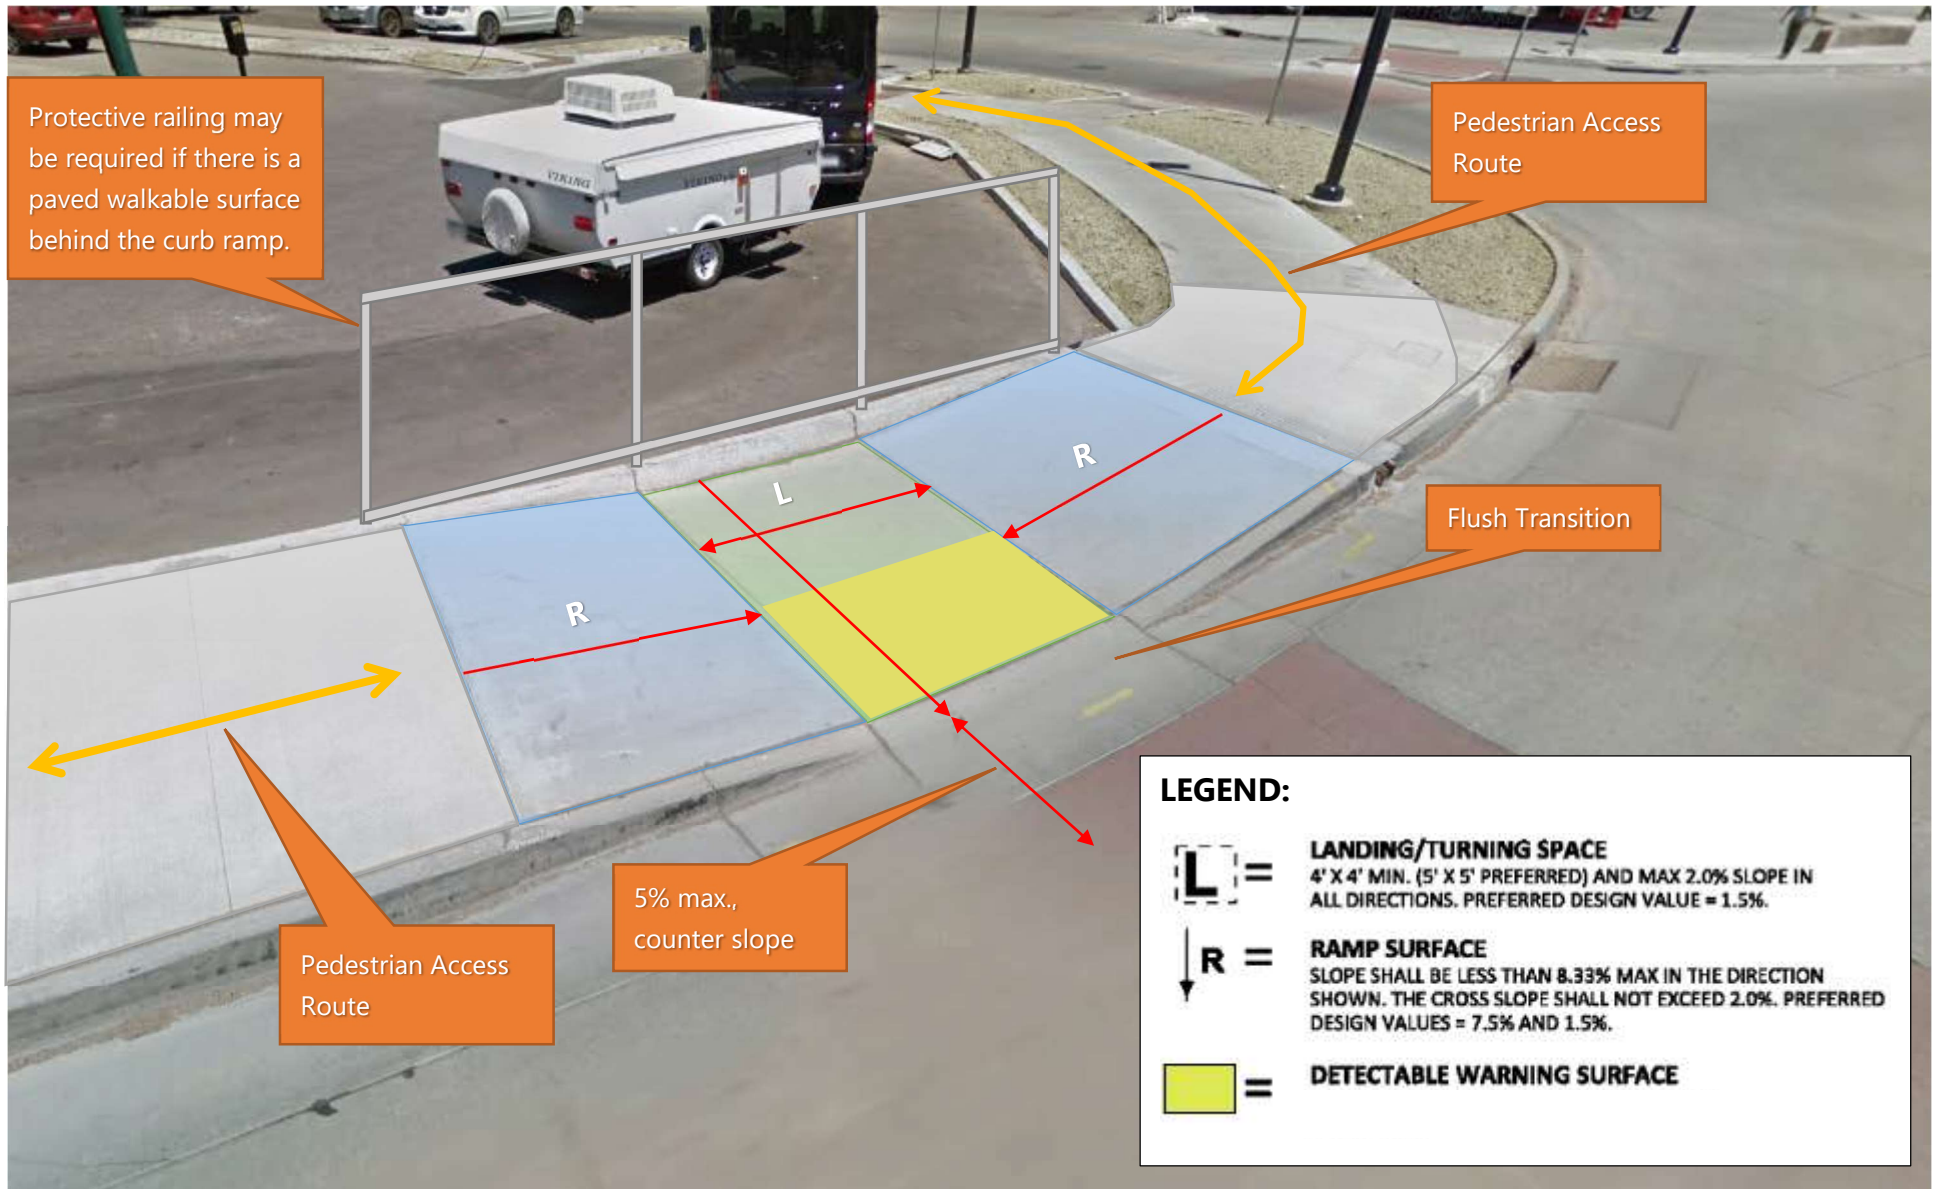 Protective railing may
be required if there is a
paved walkable surface
behind the curb ramp.
VIKING
Pedestrian Access
Route
L
R
R
Flush Transition
5% max.,
counter slope
Pedestrian Access
Route
LEGEND:
L =
LANDING/TURNING SPACE
4' X 4' MIN. (5' X 5' PREFERRED) AND MAX 2.0% SLOPE IN
ALL DIRECTIONS. PREFERRED DESIGN VALUE = 1.5%.
R =
RAMP SURFACE
SLOPE SHALL BE LESS THAN 8.33% MAX IN THE DIRECTION
SHOWN. THE CROSS SLOPE SHALL NOT EXCEED 2.0%. PREFERRED
DESIGN VALUES = 7.5% AND 1.5%.
= DETECTABLE WARNING SURFACE